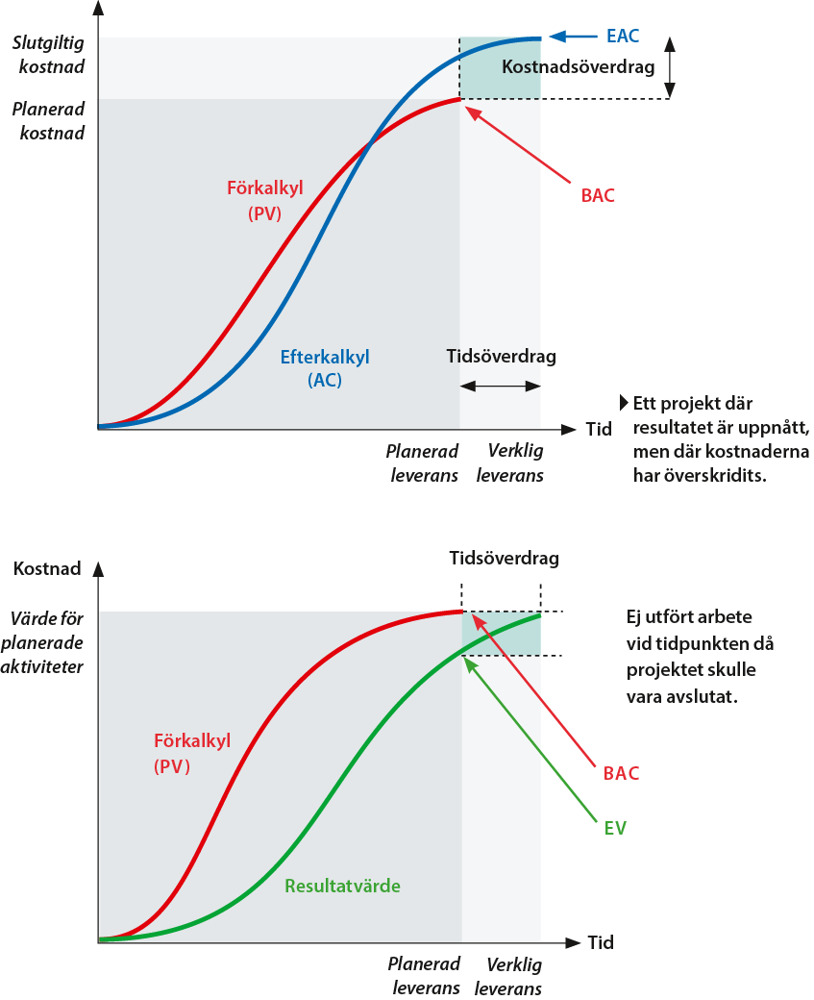 Slutgiltig
kostnad
EAC
Kostnadsöverdrag
Planerad
kostnad
Förkalkyl
(PV)
BAC
Efterkalkyl
(AC)
Tidsöverdrag
Tid
Planerad
leverans
Verklig
leverans
Ett projekt där
resultatet är uppnått,
men där kostnaderna
har överskridits.
Kostnad
Tidsöverdrag
Värde för
planerade
aktiviteter
Ej utfört arbete
vid tidpunkten då
projektet skulle
vara avslutat.
Förkalkyl
(PV)
BAC
EV
Resultatvärde
Tid
Planerad
leverans
Verklig
leverans